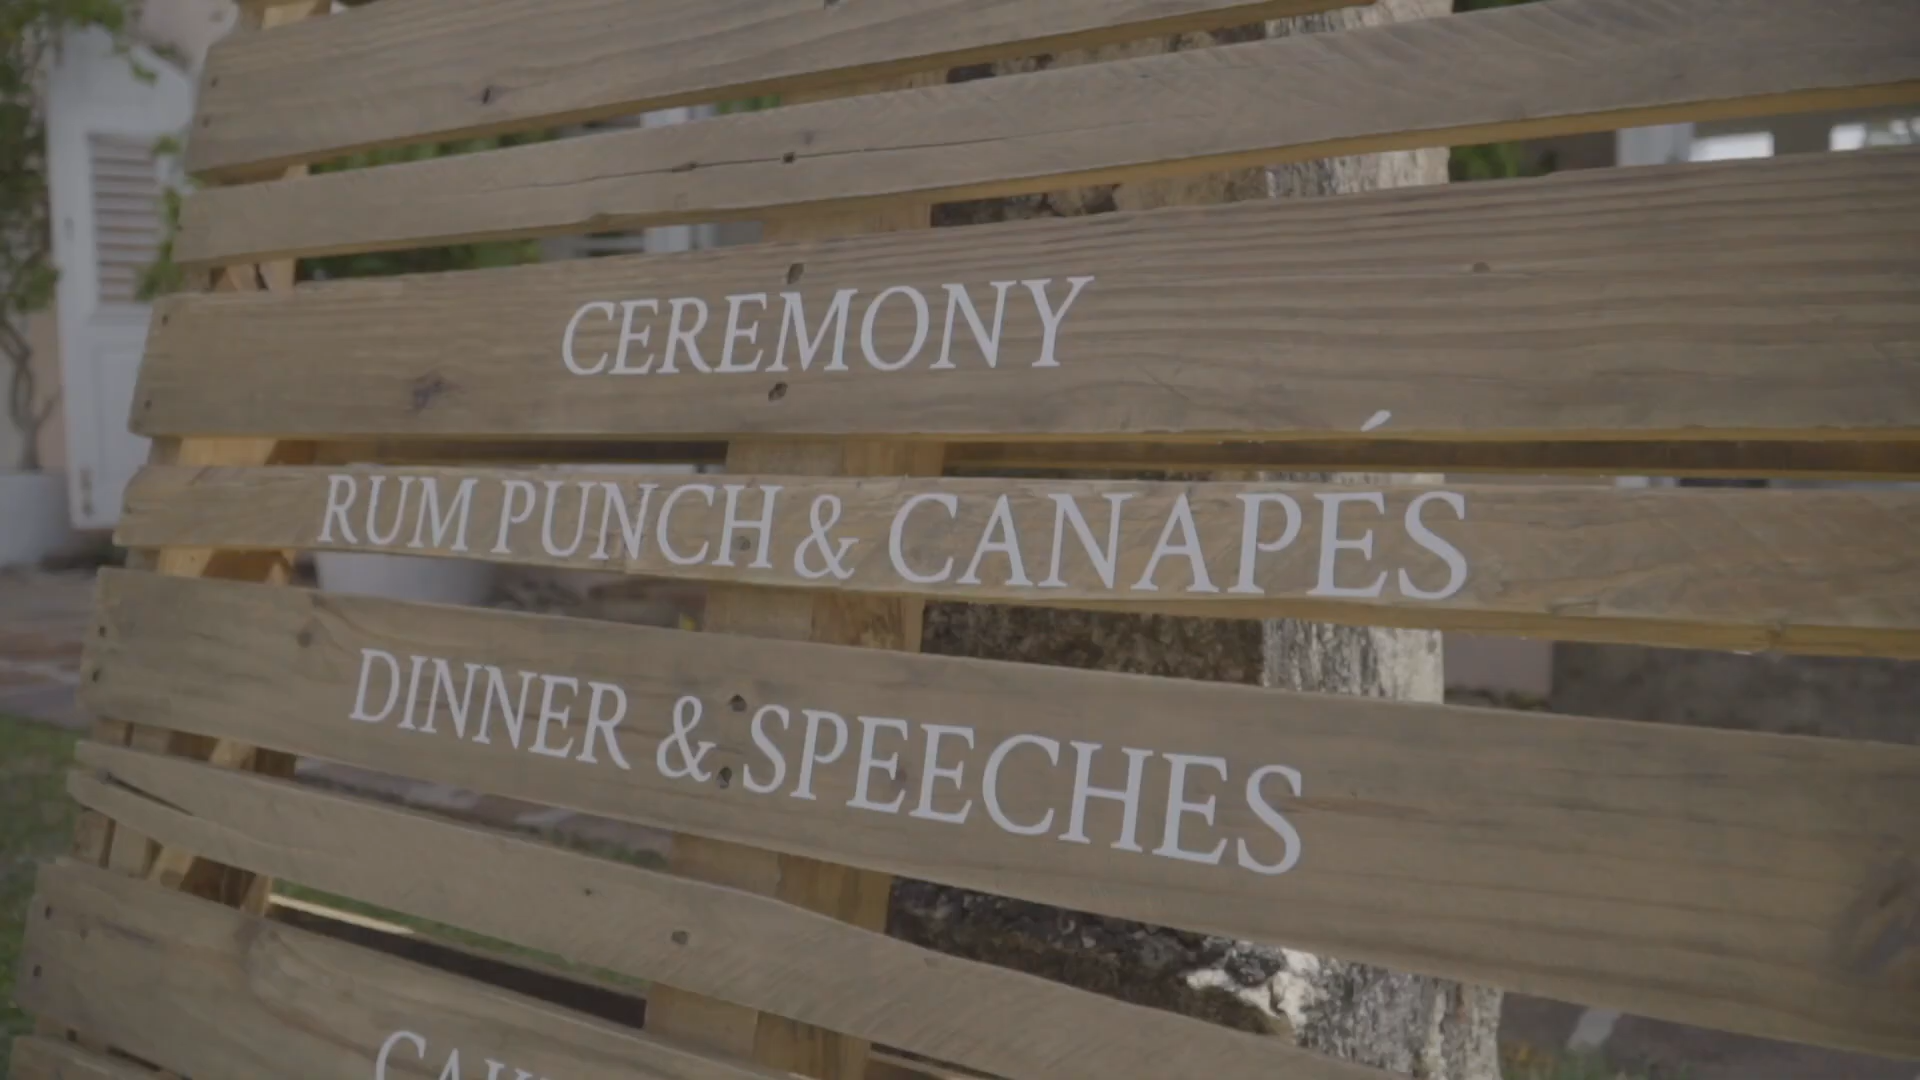 CEREMONY
RUM PUNCH & CANAPÉS
DINNER & SPEECHES